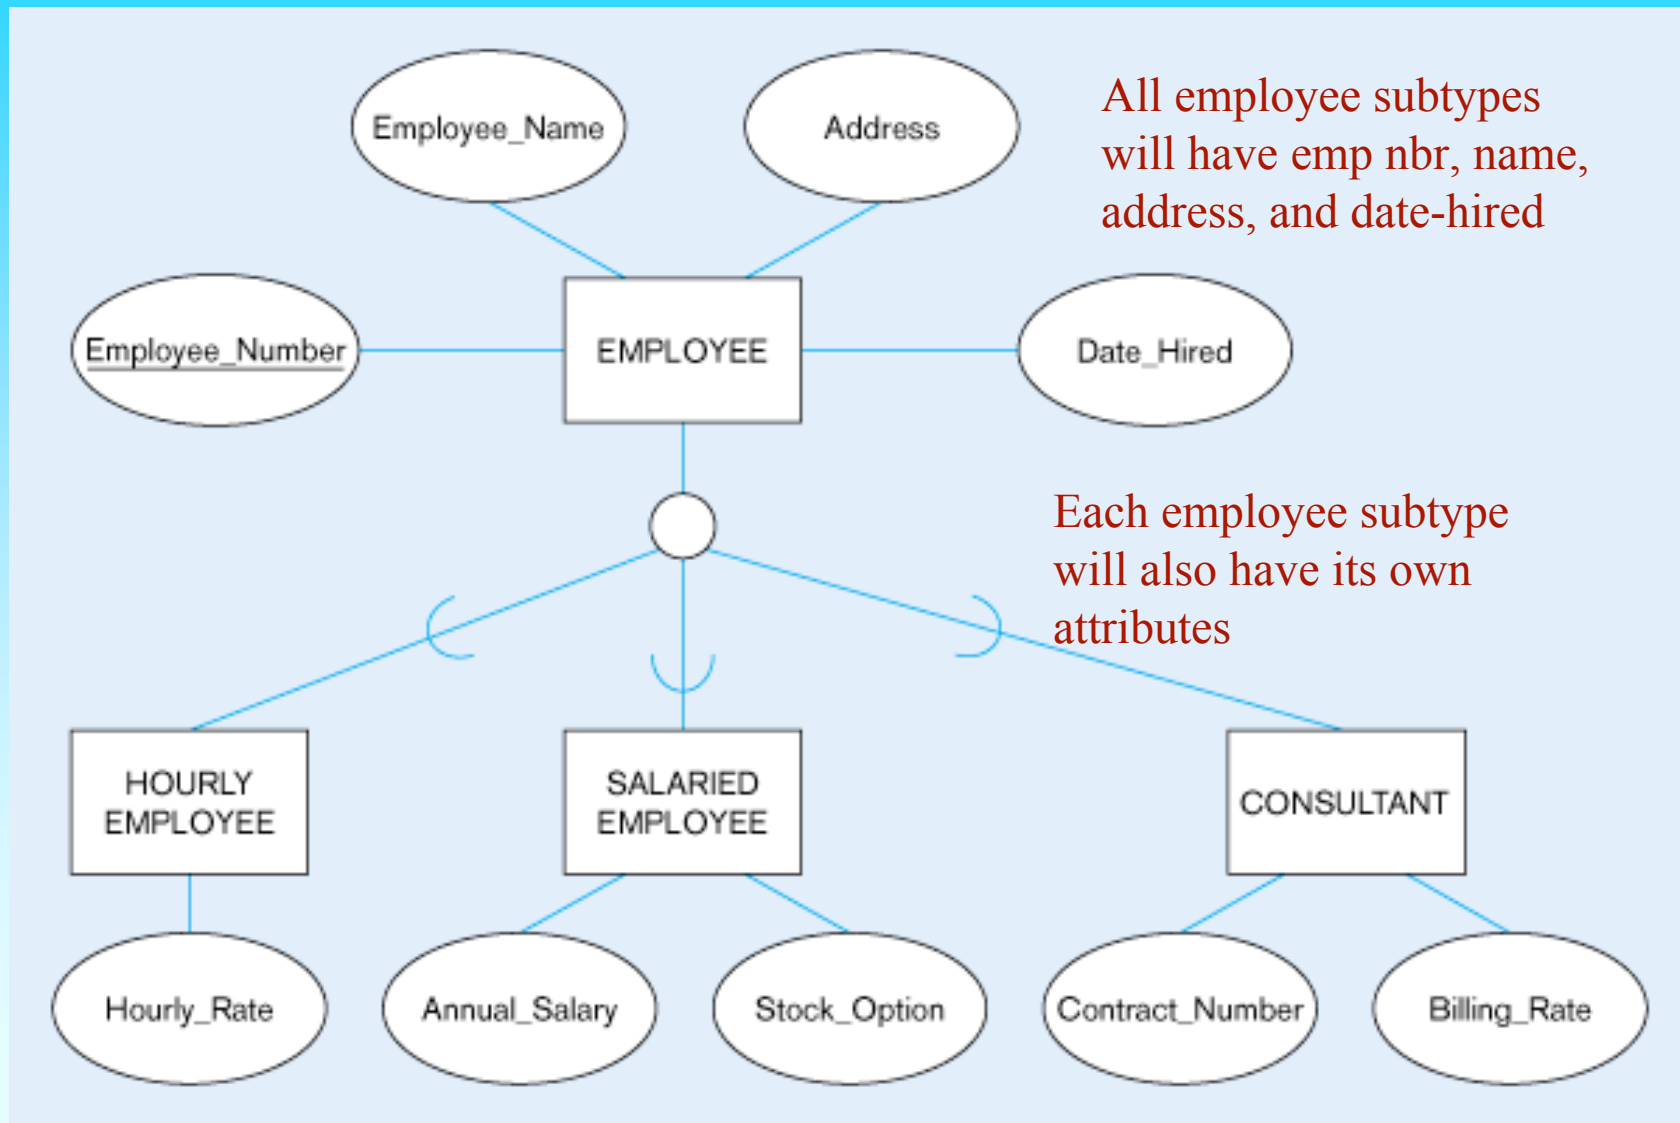 Employee_Name
Address
All employee subtypes
will have emp nbr, name,
address, and date-hired
Employee_Number
EMPLOYEE
Date_Hired
Each employee subtype
will also have its own
attributes
HOURLY
EMPLOYEE
SALARIED
EMPLOYEE
CONSULTANT
Hourly_Rate
Annual_Salary
Stock_Option
Contract_Number
Billing_Rate